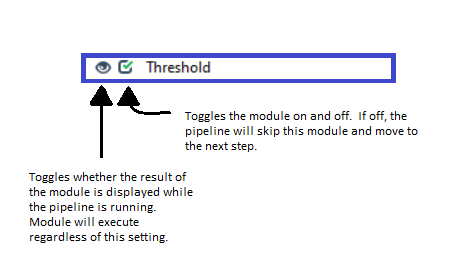 Threshold
Toggles the module on and off.  If off, the
pipeline will skip this module and move to
the next step.
Toggles whether the result of
the module is displayed while
the pipeline is running.
Module will execute
regardless of this setting.